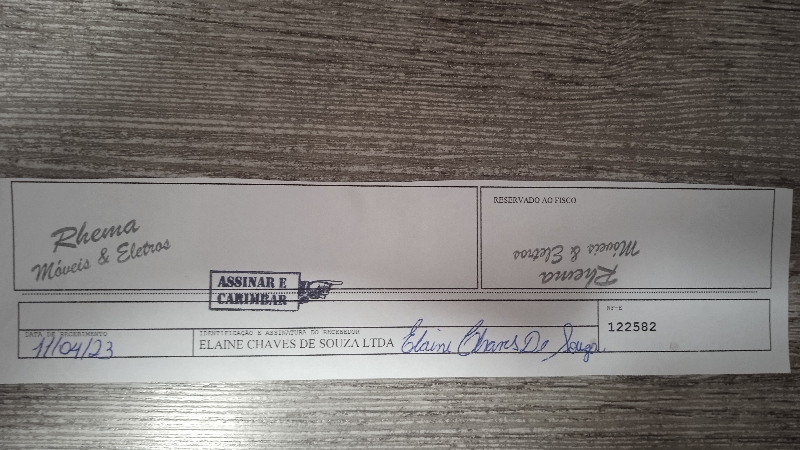 RESERVADO AO FISCO
Rhema
Móveis & Eletros
Rhema
Móveis & Eletros
ASSINAR E
CARIMBAR
NF-E
122582
DATA DE RECEBIMENTO
11/04/23
IDENTIFICAÇÃO E ASSINATURA DO RECEBEDOR
ELAINE CHAVES DE SOUZA LTDA Elaine Chaves De Souza